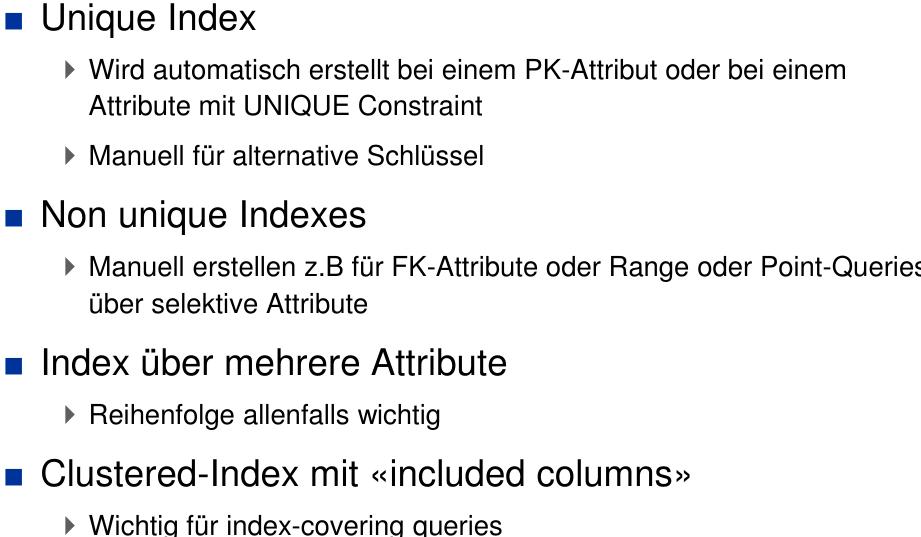 Unique Index
Wird automatisch erstellt bei einem PK-Attribut oder bei einem
Attribute mit UNIQUE Constraint
Manuell für alternative Schlüssel
Non unique Indexes
Manuell erstellen z.B für FK-Attribute oder Range oder Point-Queries
über selektive Attribute
Index über mehrere Attribute
Reihenfolge allenfalls wichtig
Clustered-Index mit «included columns»
Wichtig für index-covering queries